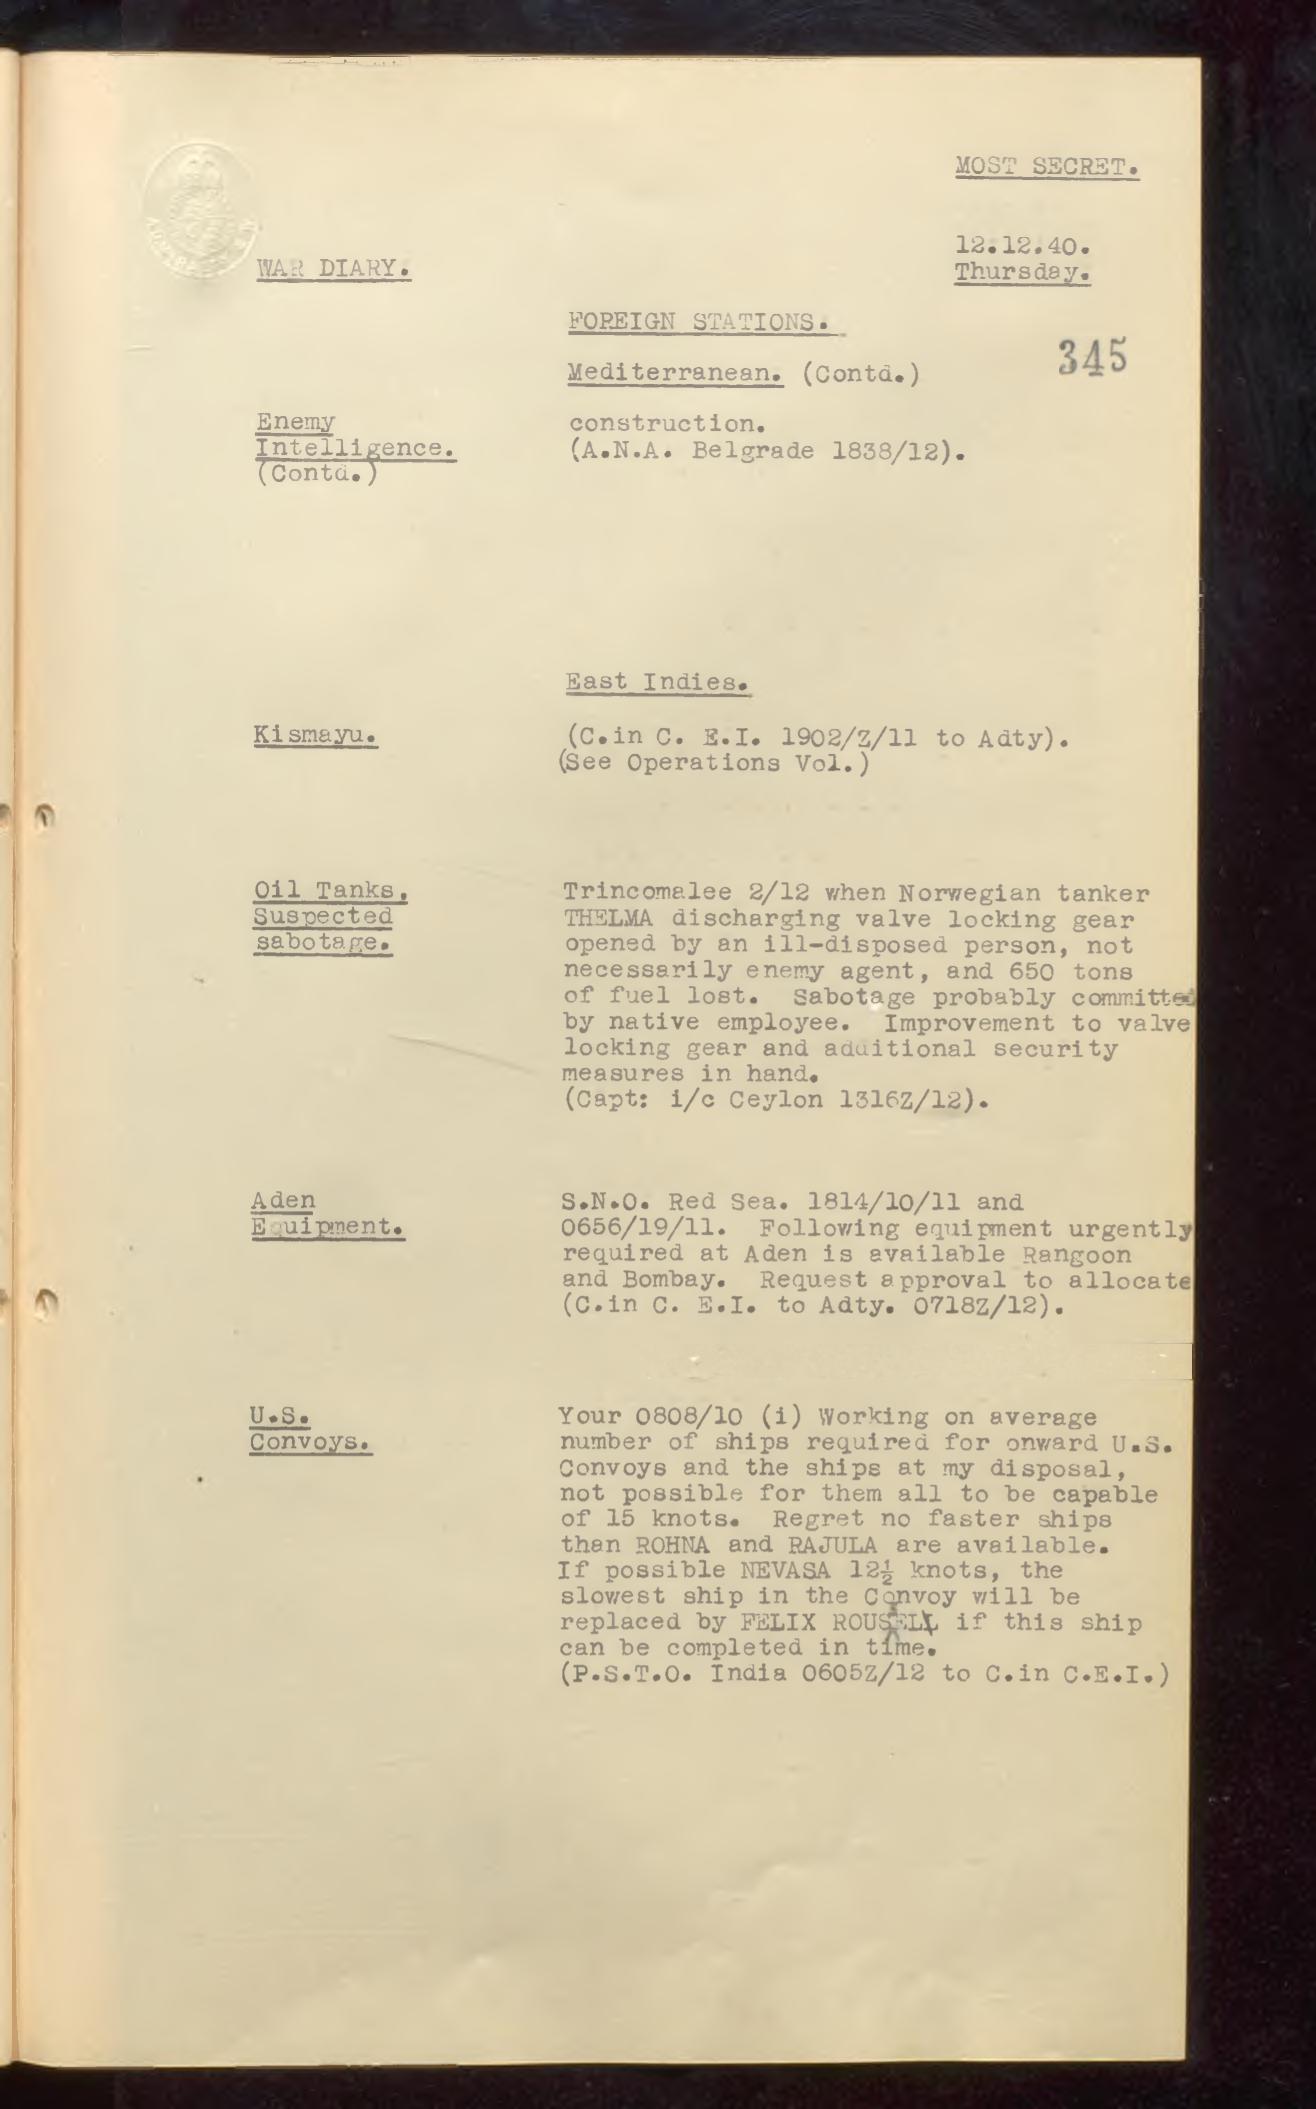 MOST SECRET.
12.12.40.
Thursday.
WAR DIARY.
FOREIGN STATIONS.
345
Mediterranean. (Contd.)
Enemy
Intelligence.
(Contd.)
construction.
(A.N.A. Belgrade 1838/12).
East Indies.
Kismayu.
(C.in C. E.I. 1902/Z/11 to Adty).
(See Operations Vol.)
Oil Tanks,
Suspected
sabotage.
Trincomalee 2/12 when Norwegian tanker
THELMA discharging valve locking gear
opened by an ill-disposed person, not
necessarily enemy agent, and 650 tons
of fuel lost. Sabotage probably committed
by native employee. Improvement to valve
locking gear and additional security
measures in hand.
(Capt: i/c Ceylon 1316Z/12).
Aden
Equipment.
S.N.O. Red Sea. 1814/10/11 and
0656/19/11. Following equipment urgently
required at Aden is available Rangoon
and Bombay. Request approval to allocate
(C.in C. E.I. to Adty. 0718Z/12).
U.S.
Convoys.
Your 0808/10 (i) Working on average
number of ships required for onward U.S.
Convoys and the ships at my disposal,
not possible for them all to be capable
of 15 knots. Regret no faster ships
than ROHNA and RAJULA are available.
If possible NEVASA 12½ knots, the
slowest ship in the Convoy will be
replaced by FELIX ROUSSEL if this ship
can be completed in time.
(P.S.T.O. India 0605Z/12 to C.in C.E.I.)